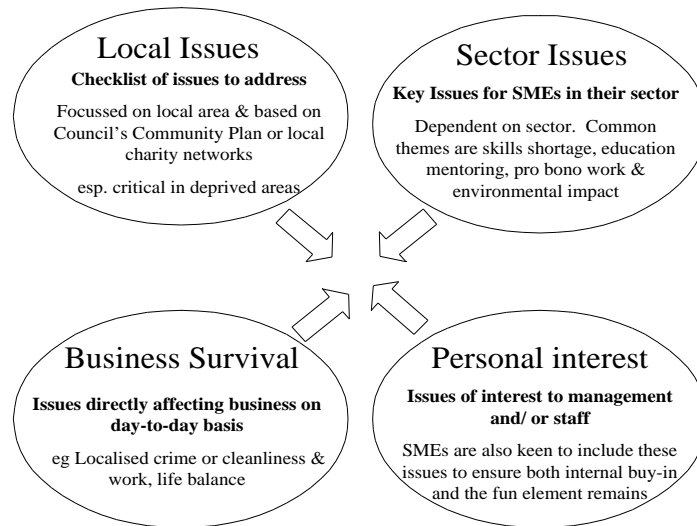 Local Issues
Checklist of issues to address
Focussed on local area & based on
Council's Community Plan or local
charity networks
esp. critical in deprived areas
Sector Issues
Key Issues for SMEs in their sector
Dependent on sector.  Common
themes are skills shortage, education
mentoring, pro bono work &
environmental impact
Business Survival
Issues directly affecting business on
day-to-day basis
eg Localised crime or cleanliness &
work, life balance
Personal interest
Issues of interest to management
and/ or staff
SMEs are also keen to include these
issues to ensure both internal buy-in
and the fun element remains